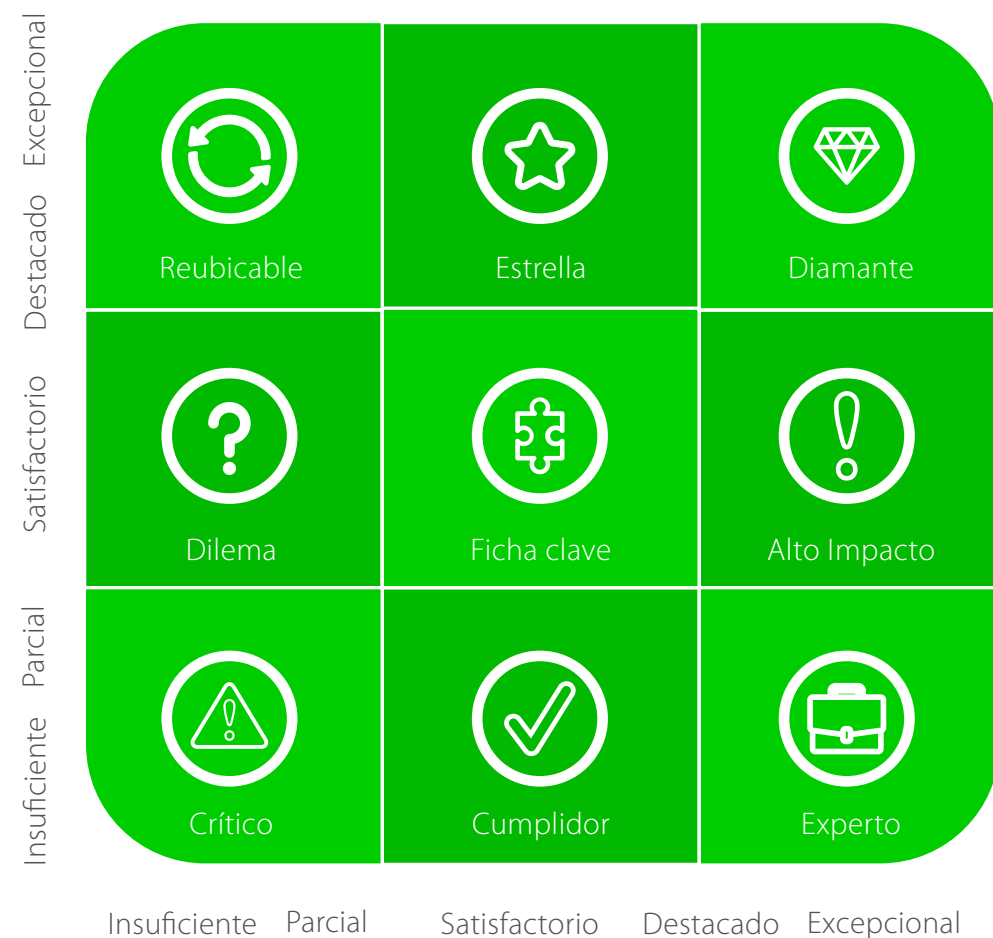 Excepcional
Destacado
Satisfactorio
Parcial
Insuficiente
Reubicable
Estrella
Diamante
Dilema
Ficha clave
Alto Impacto
Crítico
Cumplidor
Experto
Insuficiente
Parcial
Satisfactorio
Destacado
Excepcional